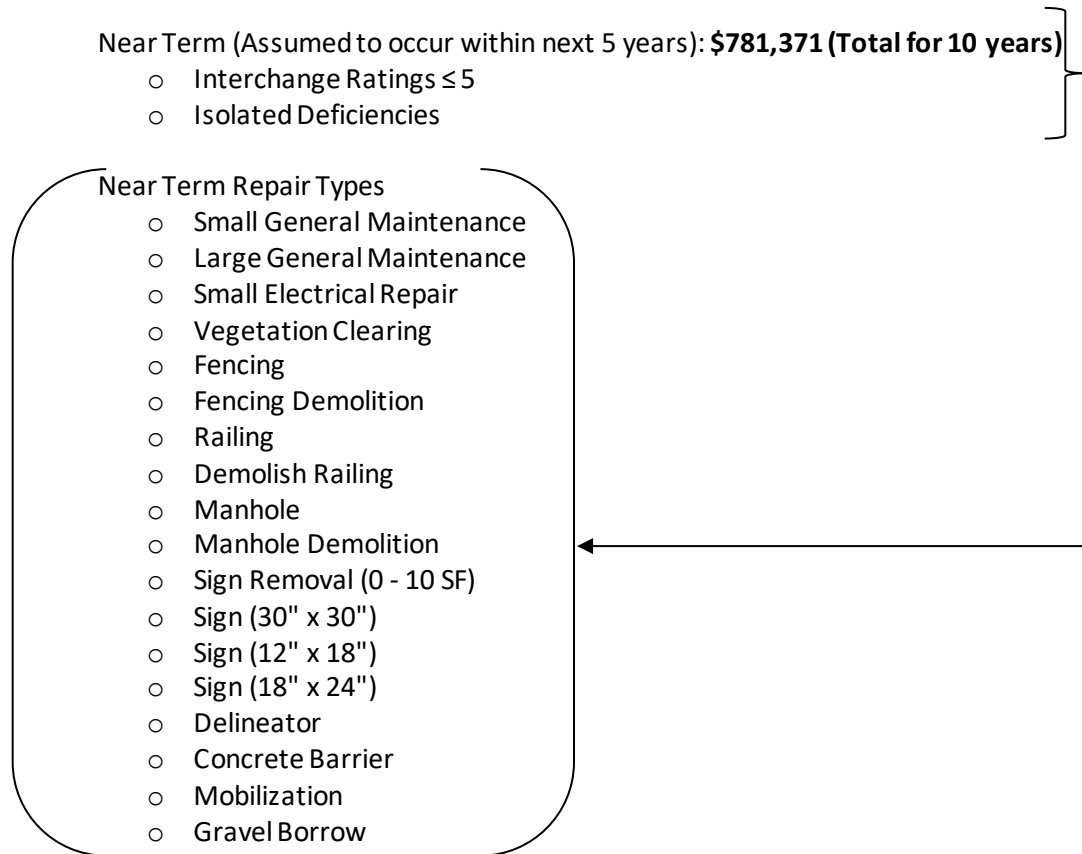 Near Term (Assumed to occur within next 5 years): $781,371 (Total for 10 years)
o Interchange Ratings ≤ 5
o Isolated Deficiencies
Near Term Repair Types
o Small General Maintenance
o Large General Maintenance
o Small Electrical Repair
o Vegetation Clearing
o Fencing
o Fencing Demolition
o Railing
o Demolish Railing
o Manhole
o Manhole Demolition
o Sign Removal (0 - 10 SF)
o Sign (30" x 30")
o Sign (12" x 18")
o Sign (18" x 24")
o Delineator
o Concrete Barrier
o Mobilization
o Gravel Borrow